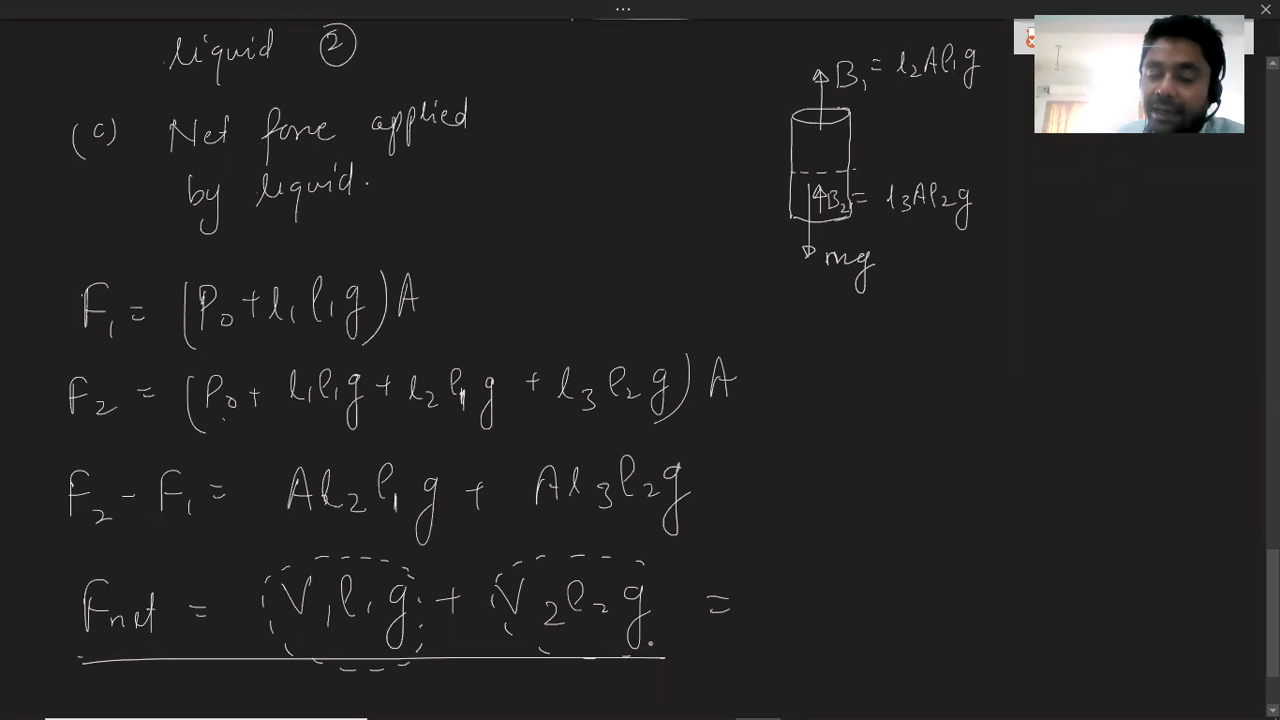 liquid ②
(c) Net force applied
by liquid.
F₁ = (P₀ + l₁ρ₁g)A
F₂ = (P₀ + l₁ρ₁g + l₂ρ₁g + l₃ρ₂g) A
F₂ - F₁ = Al₂ρ₁g + Al₃ρ₂g
Fnet = V₁ρ₁g + V₂ρ₂g =
B₁ = l₂Aρ₁g
B₂ = l₃Aρ₂g
mg